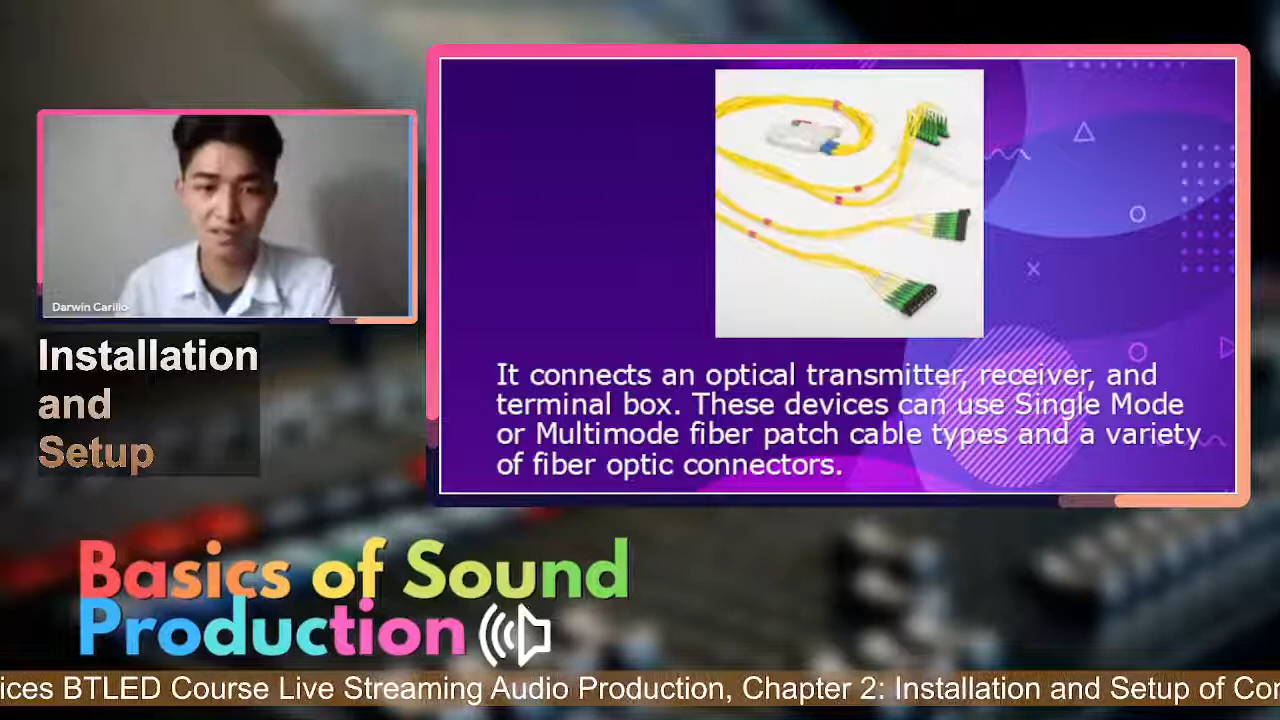 Darwin Carillo
Installation
and
Setup
It connects an optical transmitter, receiver, and
terminal box. These devices can use Single Mode
or Multimode fiber patch cable types and a variety
of fiber optic connectors.
Basics of Sound
Production
ices BTLED Course Live Streaming Audio Production, Chapter 2: Installation and Setup of Cor